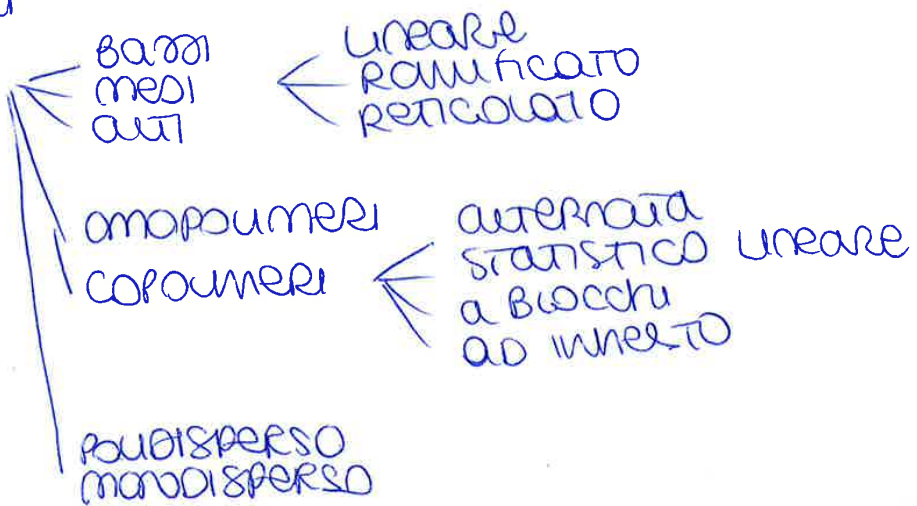 BASSI
MEDI
ALTI
LINEARE
RAMIFICATO
RETICOLATO
OMOPOLIMERI
COPOLIMERI
ALTERNATA
STATISTICO LINEARE
A BLOCCHI
AD INNESTO
POLIDISPERSO
MONODISPERSO